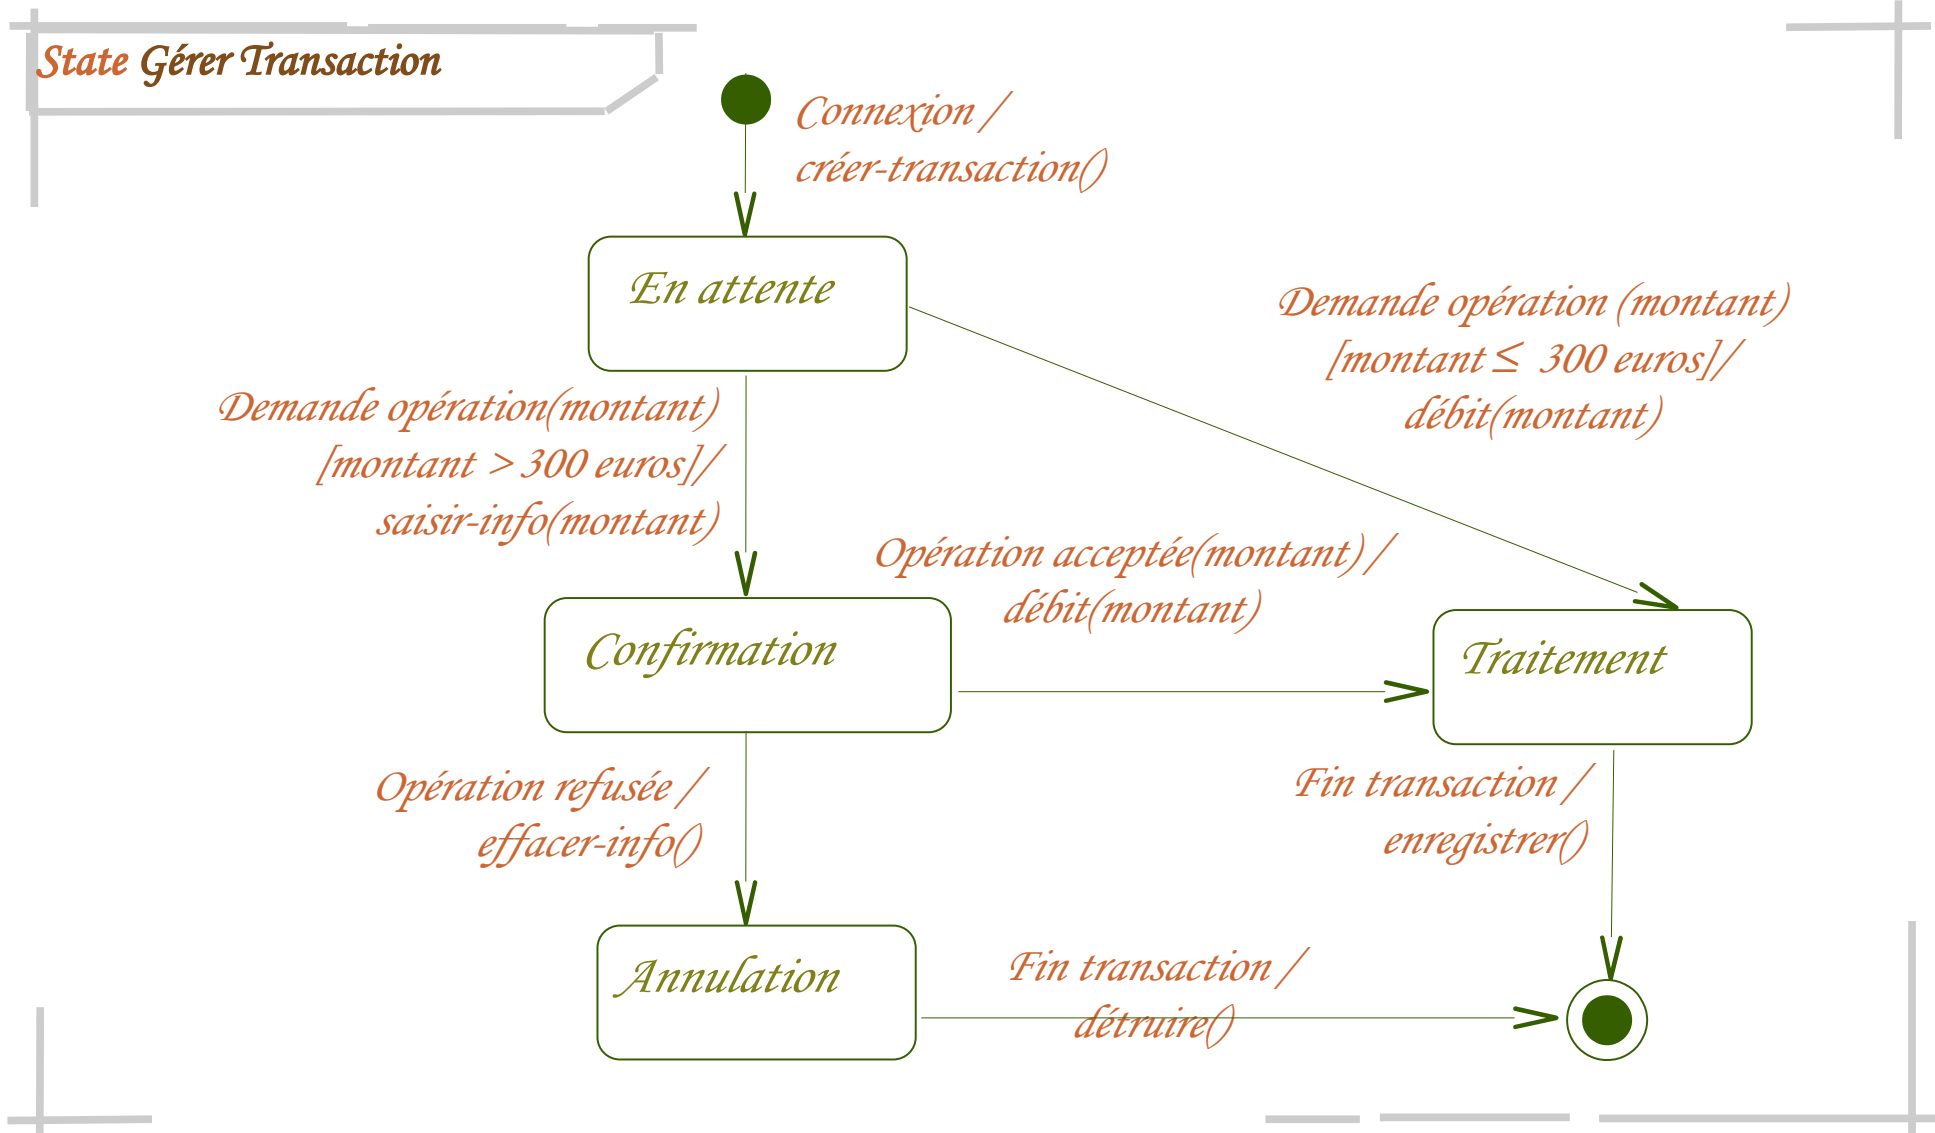 State Gérer Transaction
Connexion /
créer-transaction()
En attente
Demande opération (montant)
[montant ≤ 300 euros]/
débit(montant)
Demande opération(montant)
[montant > 300 euros]/
saisir-info(montant)
Opération acceptée(montant) /
débit(montant)
Confirmation
Traitement
Opération refusée /
effacer-info()
Fin transaction /
enregistrer()
Annulation
Fin transaction /
détruire()